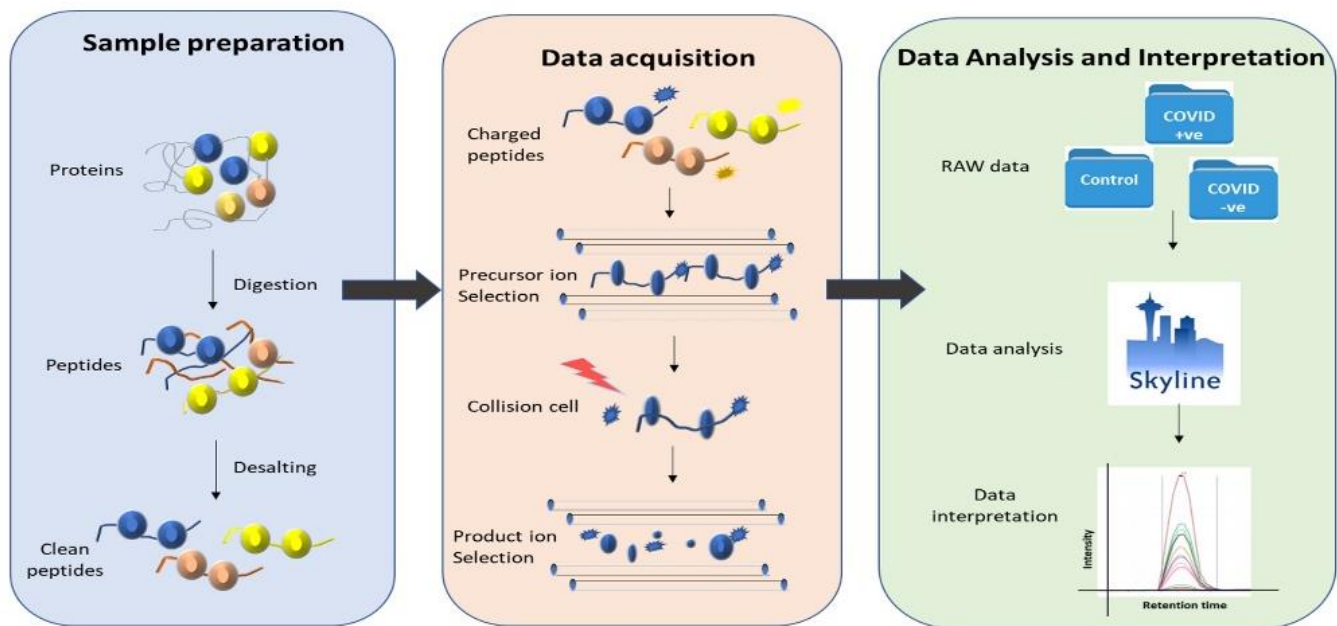 Sample preparation
Proteins
Digestion
Peptides
Desalting
Clean
peptides
Data acquisition
Charged
peptides
Precursor ion
Selection
Collision cell
Product ion
Selection
Data Analysis and Interpretation
RAW data
COVID
+ve
Control
COVID
-ve
Data analysis
Skyline
Data
interpretation
Intensity
Retention time